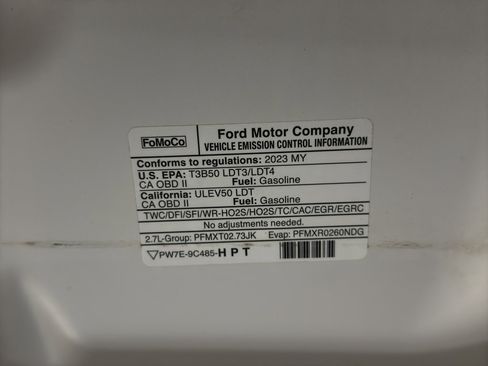 FoMoCo
Ford Motor Company
VEHICLE EMISSION CONTROL INFORMATION
Conforms to regulations: 2023 MY
U.S. EPA: T3B50 LDT3/LDT4
CA OBD II Fuel: Gasoline
California: ULEV50 LDT
CA OBD II Fuel: Gasoline
TWC/DFI/SFI/WR-HO2S/HO2S/TC/CAC/EGR/EGRC
No adjustments needed.
2.7L-Group: PFMXT02.73JK Evap: PFMXR0260NDG
PW7E-9C485-HPT